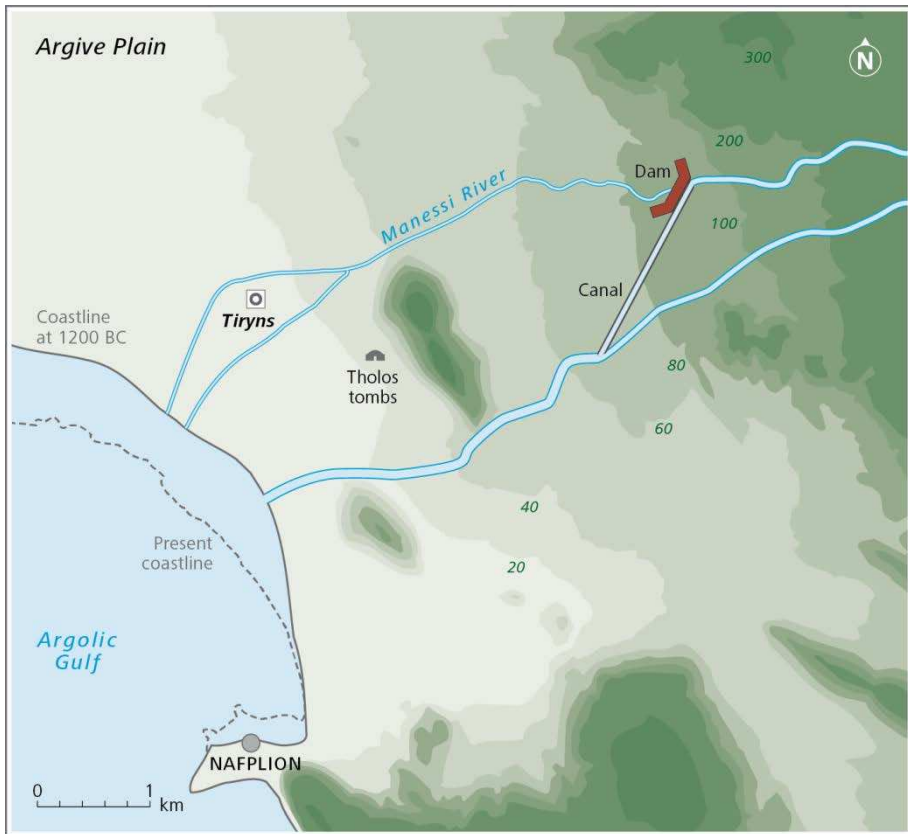 Argive Plain
N
300
200
Dam
100
Manessi River
Canal
Tiryns
Coastline
at 1200 BC
Tholos
tombs
80
60
40
Present
coastline
20
Argolic
Gulf
NAFPLION
0 1
km